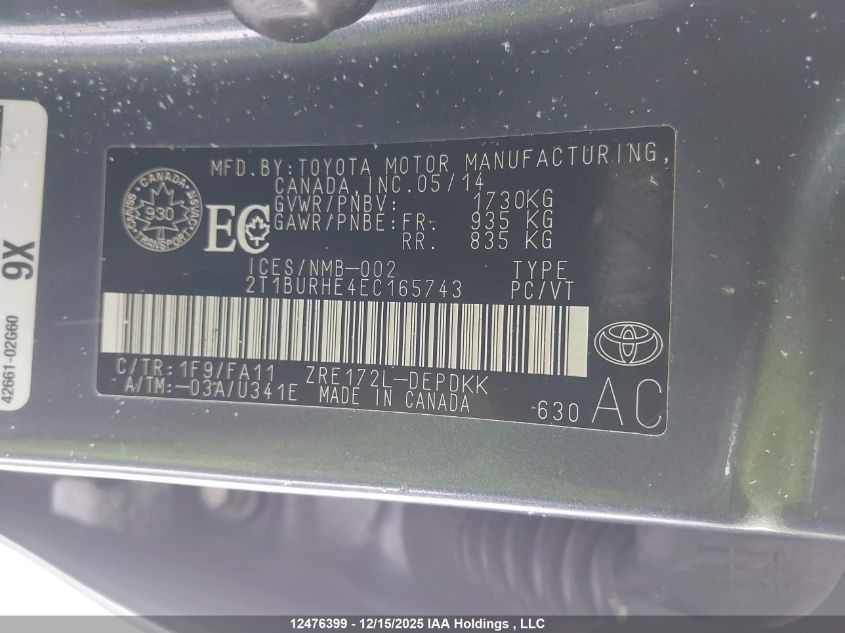 MFD.BY:TOYOTA MOTOR MANUFACTURING,
CANADA,INC.05/14
GVWR/PNBV: 1730KG
GAWR/PNBE:FR. 935 KG
RR. 835 KG
CANADA
930
TRANSPORT
EC
ICES/NMB-002 TYPE
2T1BURHE4EC165743 PC/VT
C/TR:1F9/FA11 ZRE172L-DEPDKK
A/TM:-03A/U341E MADE IN CANADA
630 AC
9X
42661-02G60
12476399 - 12/15/2025 IAA Holdings , LLC